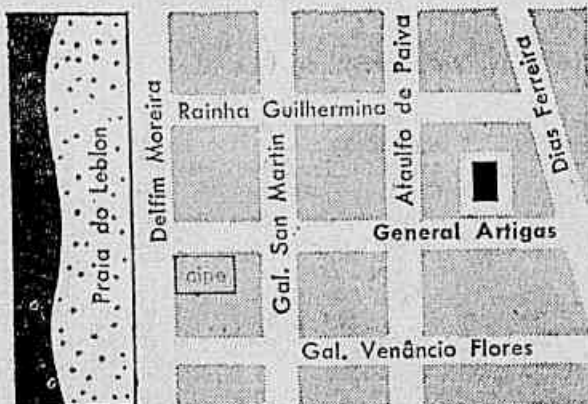 Rainha Guilhermina
Praia do Leblon
Delfim Moreira
Gal. San Martin
Ataulfo de Paiva
Dias Ferreira
General Artigas
cipe
Gal. Venâncio Flores